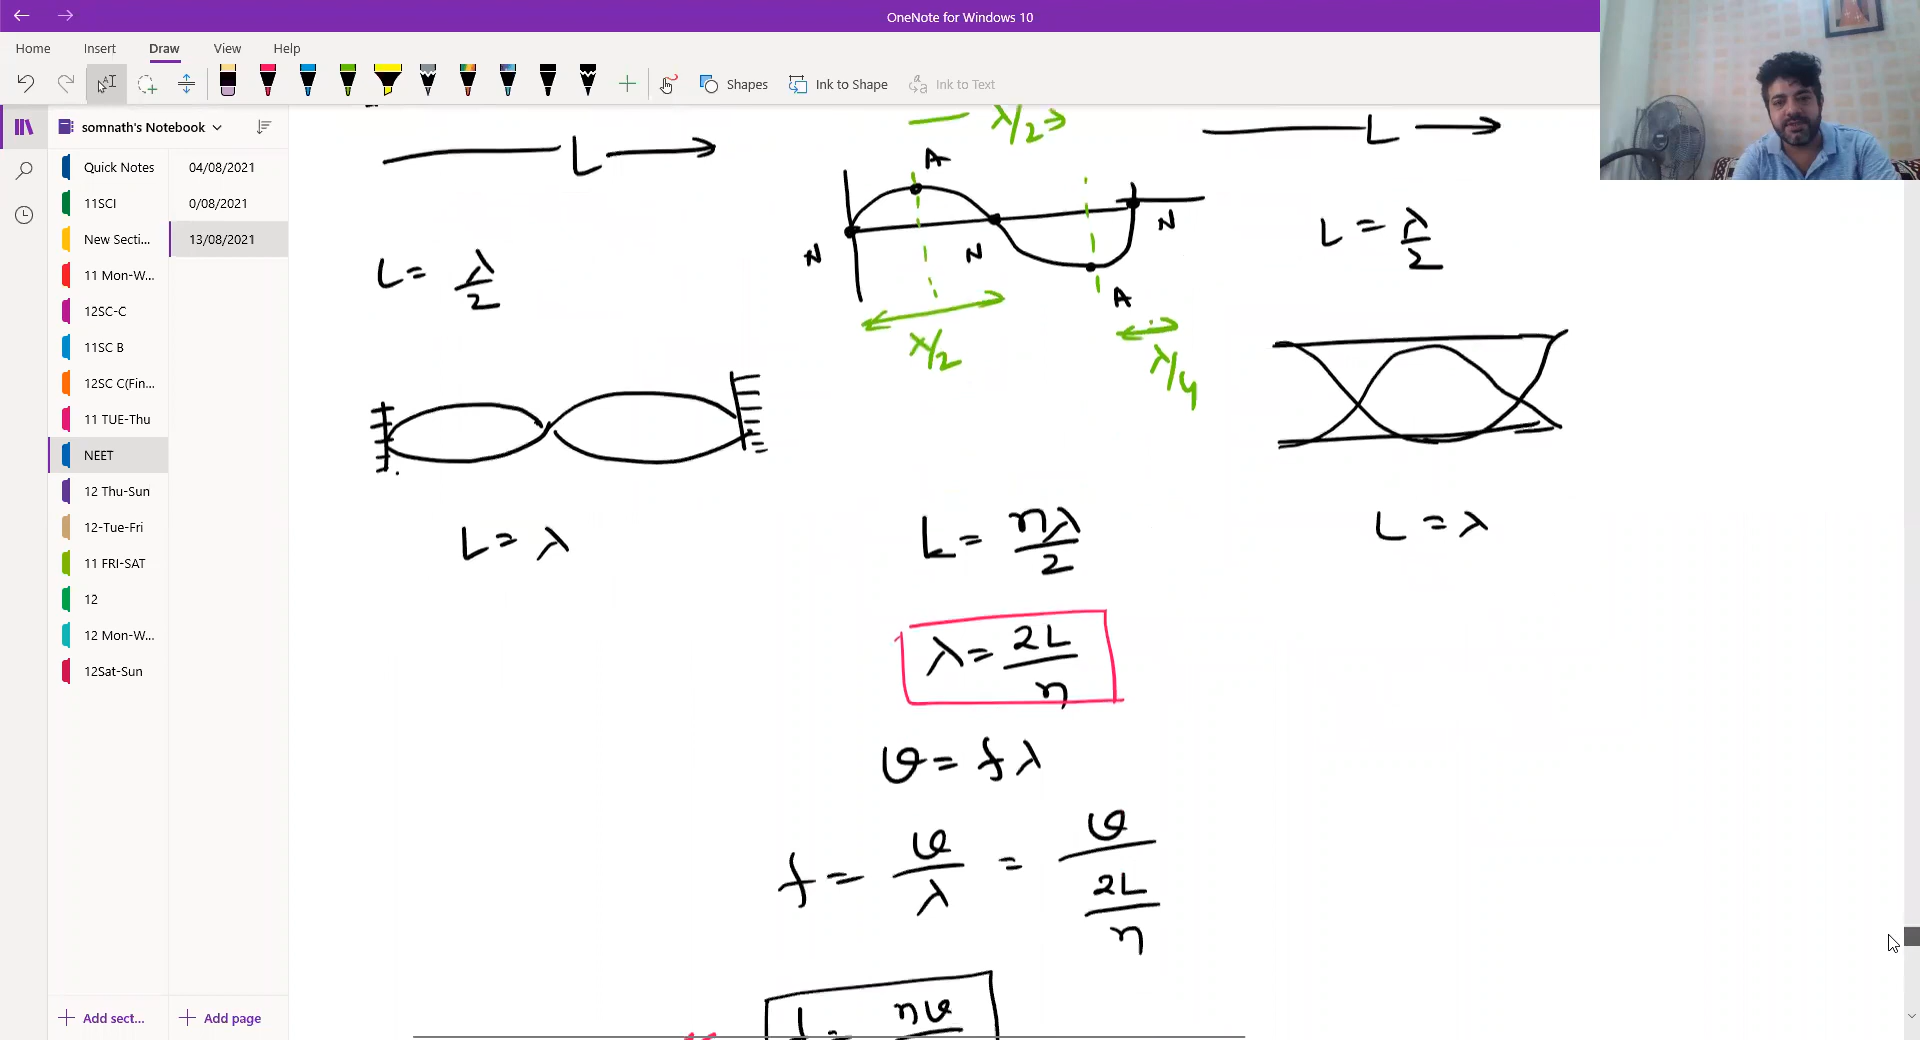 OneNote for Windows 10
Home Insert Draw View Help
Shapes Ink to Shape Ink to Text
somnath's Notebook
Quick Notes 04/08/2021
11SCI 0/08/2021
New Secti... 13/08/2021
11 Mon-W...
12SC-C
11SC B
12SC C(Fin...
11 TUE-Thu
NEET
12 Thu-Sun
12-Tue-Fri
11 FRI-SAT
12
12 Mon-W...
12Sat-Sun
Add sect... Add page
L
λ/2
L
A
N N N
A
λ/2
λ/4
L = λ/2
L = λ/2
L = λ
L = nλ/2
L = λ
λ = 2L/n
v = fλ
f = v/λ = v/(2L/n)
nv